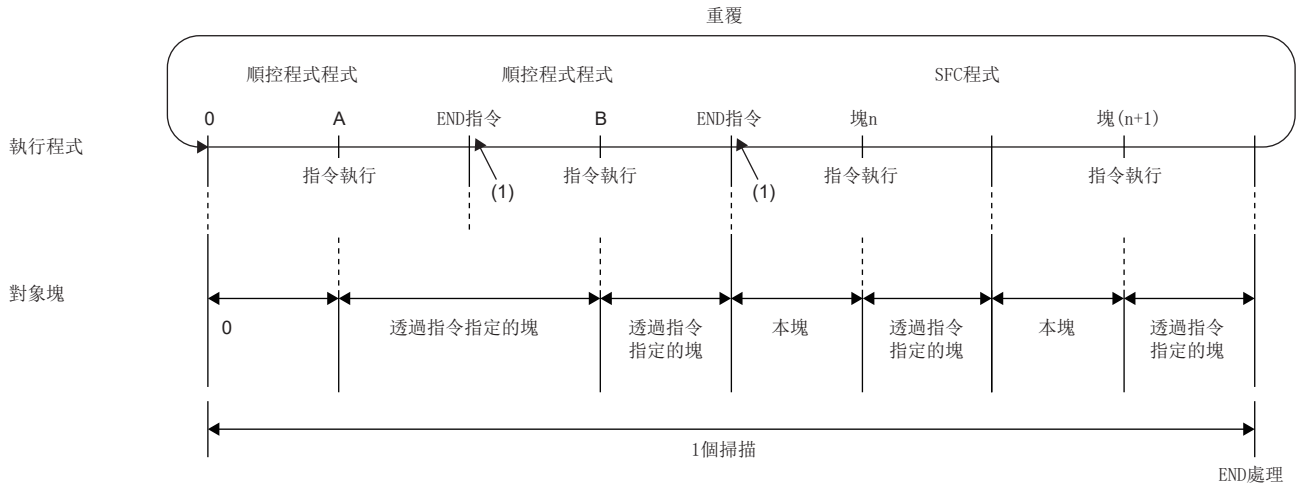 重覆
順控程式程式
順控程式程式
SFC程式
0
A
END指令
B
END指令
塊n
塊(n+1)
執行程式
指令執行
(1)
指令執行
(1)
指令執行
指令執行
對象塊
0
透過指令指定的塊
透過指令
指定的塊
本塊
透過指令
指定的塊
本塊
透過指令
指定的塊
1個掃描
END處理